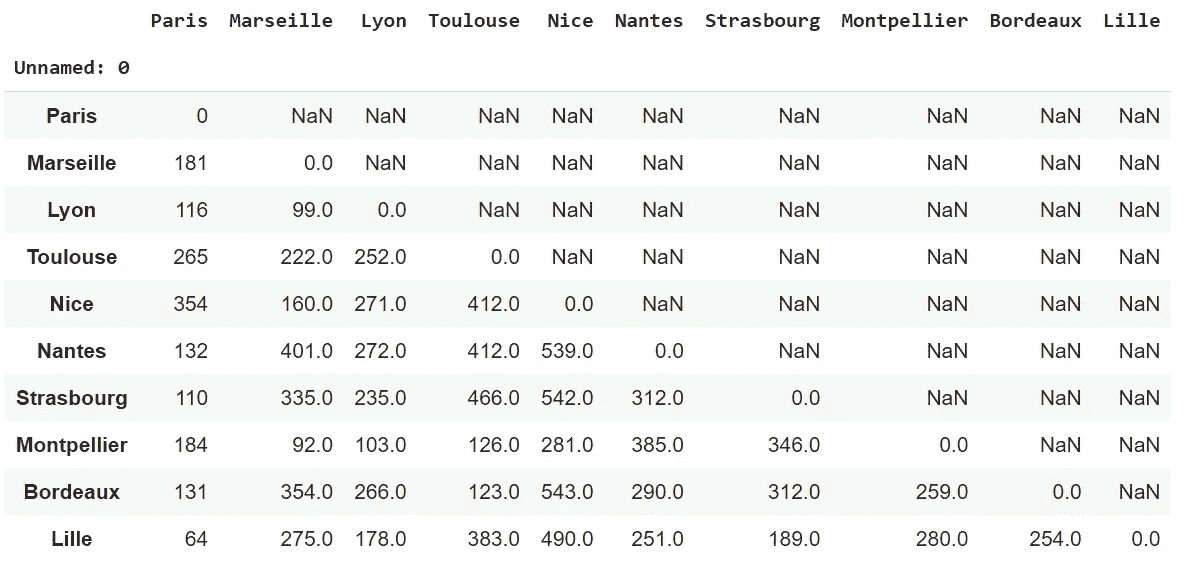 Paris Marseille Lyon Toulouse Nice Nantes Strasbourg Montpellier Bordeaux Lille
Unnamed: 0
Paris 0 NaN NaN NaN NaN NaN NaN NaN NaN NaN
Marseille 181 0.0 NaN NaN NaN NaN NaN NaN NaN NaN
Lyon 116 99.0 0.0 NaN NaN NaN NaN NaN NaN NaN
Toulouse 265 222.0 252.0 0.0 NaN NaN NaN NaN NaN NaN
Nice 354 160.0 271.0 412.0 0.0 NaN NaN NaN NaN NaN
Nantes 132 401.0 272.0 412.0 539.0 0.0 NaN NaN NaN NaN
Strasbourg 110 335.0 235.0 466.0 542.0 312.0 0.0 NaN NaN NaN
Montpellier 184 92.0 103.0 126.0 281.0 385.0 346.0 0.0 NaN NaN
Bordeaux 131 354.0 266.0 123.0 543.0 290.0 312.0 259.0 0.0 NaN
Lille 64 275.0 178.0 383.0 490.0 251.0 189.0 280.0 254.0 0.0